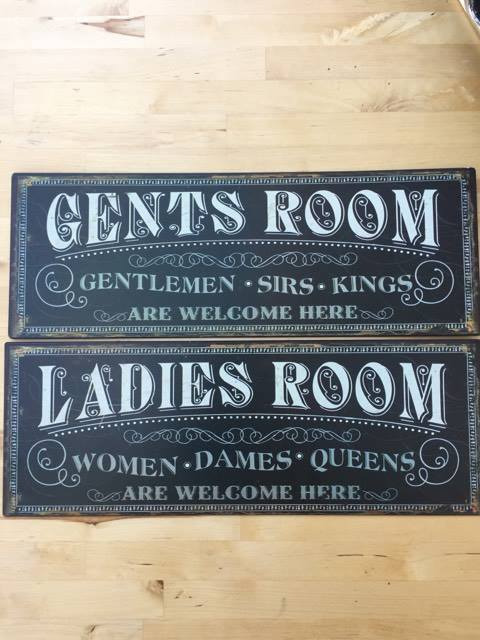 GENTS ROOM
GENTLEMEN • SIRS • KINGS
ARE WELCOME HERE
LADIES ROOM
WOMEN • DAMES • QUEENS
ARE WELCOME HERE